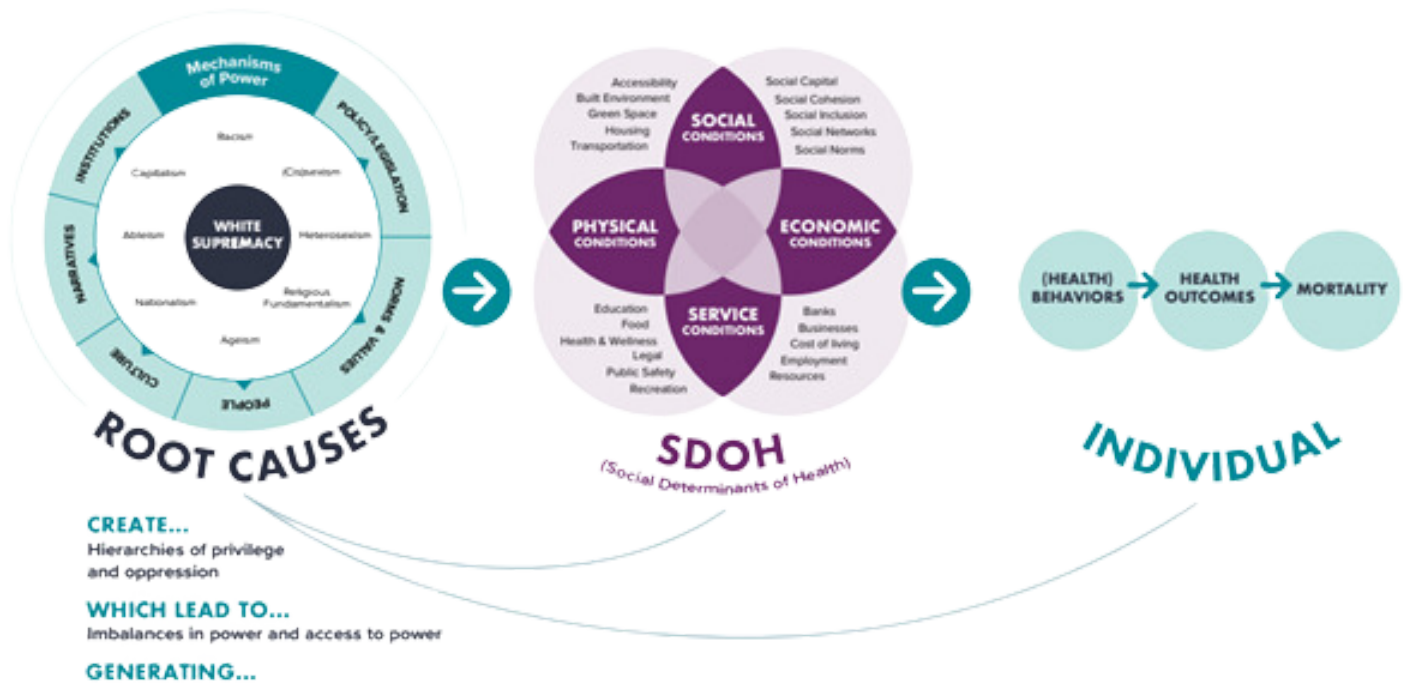 Mechanisms
of Power
POLICY/LEGISLATION
NORMS & VALUES
PEOPLE
CULTURE
NARRATIVES
INSTITUTIONS
Racism
(Cis)sexism
Heterosexism
Religious
Fundamentalism
Ageism
Nationalism
Ableism
Capitalism
WHITE
SUPREMACY
ROOT CAUSES
CREATE...
Hierarchies of privilege
and oppression
WHICH LEAD TO...
Imbalances in power and access to power
GENERATING...
Accessibility
Built Environment
Green Space
Housing
Transportation
SOCIAL
CONDITIONS
Social Capital
Social Cohesion
Social Inclusion
Social Networks
Social Norms
PHYSICAL
CONDITIONS
ECONOMIC
CONDITIONS
Education
Food
Health & Wellness
Legal
Public Safety
Recreation
SERVICE
CONDITIONS
Banks
Businesses
Cost of living
Employment
Resources
SDOH
(Social Determinants of Health)
(HEALTH)
BEHAVIORS
HEALTH
OUTCOMES
MORTALITY
INDIVIDUAL